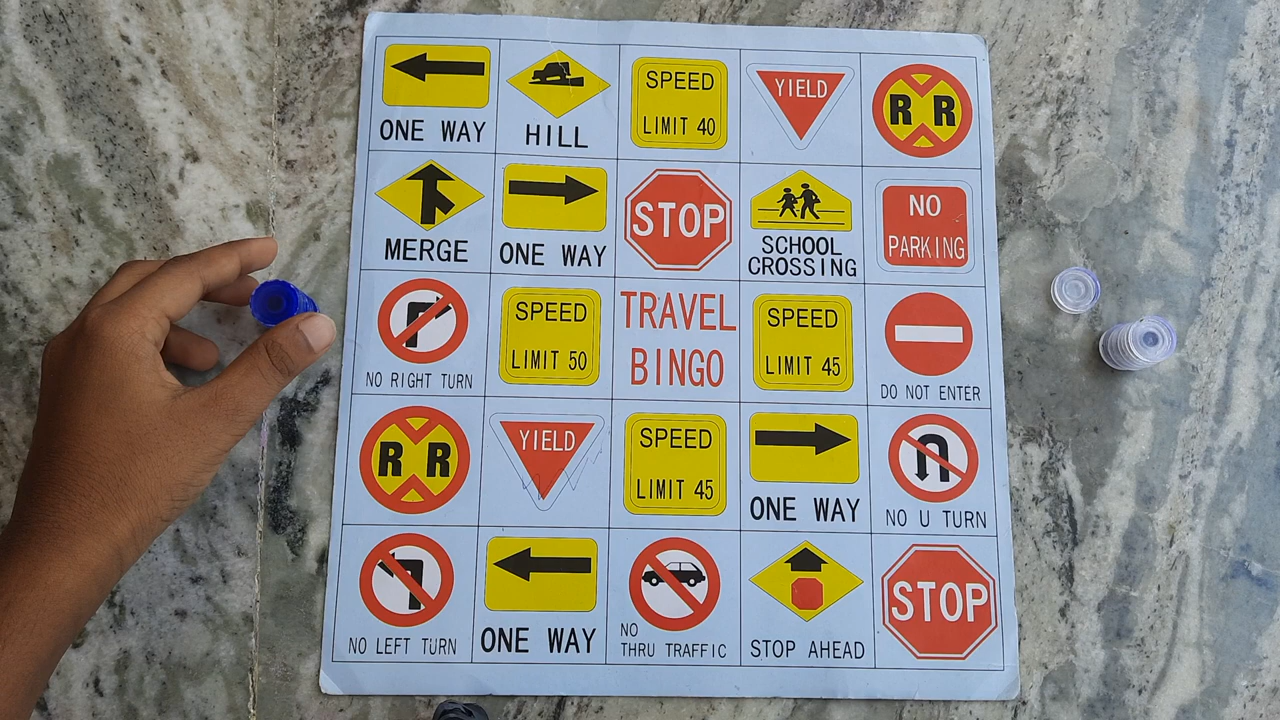 ONE WAY
HILL
SPEED
LIMIT 40
YIELD
R R
MERGE
ONE WAY
STOP
SCHOOL
CROSSING
NO
PARKING
NO RIGHT TURN
SPEED
LIMIT 50
TRAVEL
BINGO
SPEED
LIMIT 45
DO NOT ENTER
R R
YIELD
SPEED
LIMIT 45
ONE WAY
NO U TURN
NO LEFT TURN
ONE WAY
NO
THRU TRAFFIC
STOP AHEAD
STOP